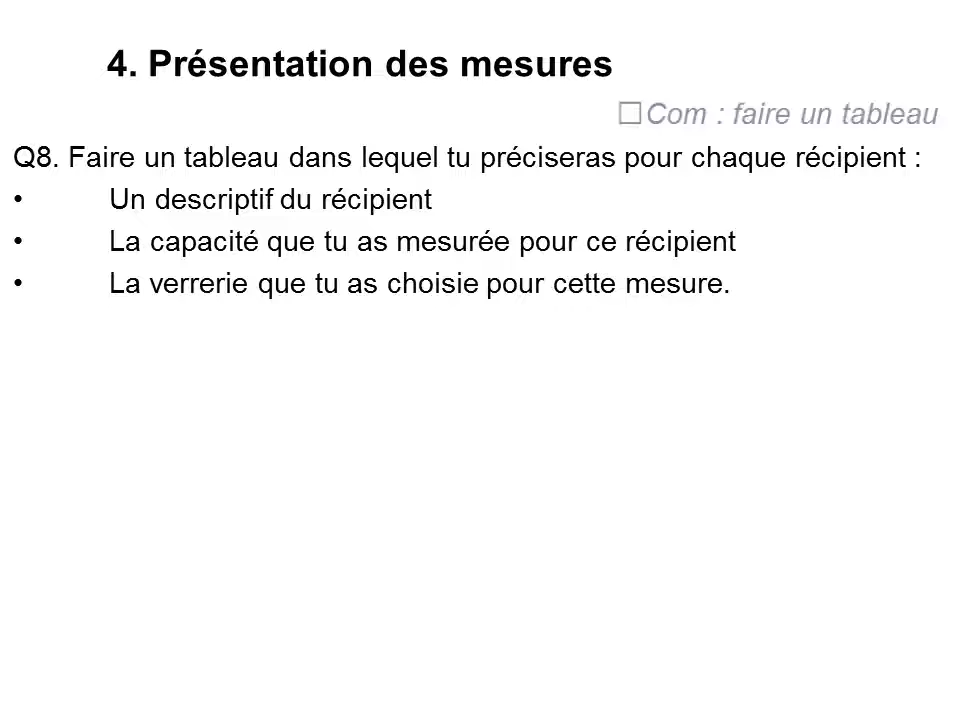 4. Présentation des mesures
☐Com : faire un tableau
Q8. Faire un tableau dans lequel tu préciseras pour chaque récipient :
• Un descriptif du récipient
• La capacité que tu as mesurée pour ce récipient
• La verrerie que tu as choisie pour cette mesure.